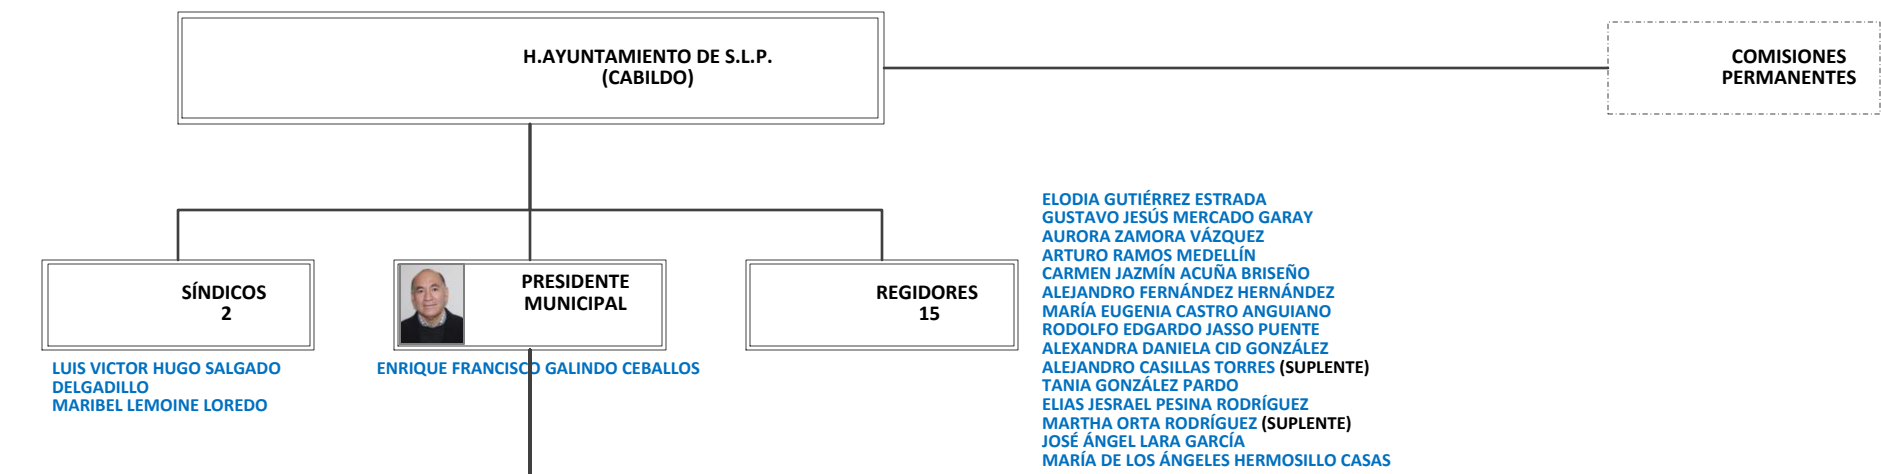 H.AYUNTAMIENTO DE S.L.P.
(CABILDO)
COMISIONES
PERMANENTES
SÍNDICOS
2
LUIS VICTOR HUGO SALGADO
DELGADILLO
MARIBEL LEMOINE LOREDO
PRESIDENTE
MUNICIPAL
ENRIQUE FRANCISCO GALINDO CEBALLOS
REGIDORES
15
ELODIA GUTIÉRREZ ESTRADA
GUSTAVO JESÚS MERCADO GARAY
AURORA ZAMORA VÁZQUEZ
ARTURO RAMOS MEDELLÍN
CARMEN JAZMÍN ACUÑA BRISEÑO
ALEJANDRO FERNÁNDEZ HERNÁNDEZ
MARÍA EUGENIA CASTRO ANGUIANO
RODOLFO EDGARDO JASSO PUENTE
ALEXANDRA DANIELA CID GONZÁLEZ
ALEJANDRO CASILLAS TORRES (SUPLENTE)
TANIA GONZÁLEZ PARDO
ELIAS JESRAEL PESINA RODRÍGUEZ
MARTHA ORTA RODRÍGUEZ (SUPLENTE)
JOSÉ ÁNGEL LARA GARCÍA
MARÍA DE LOS ÁNGELES HERMOSILLO CASAS